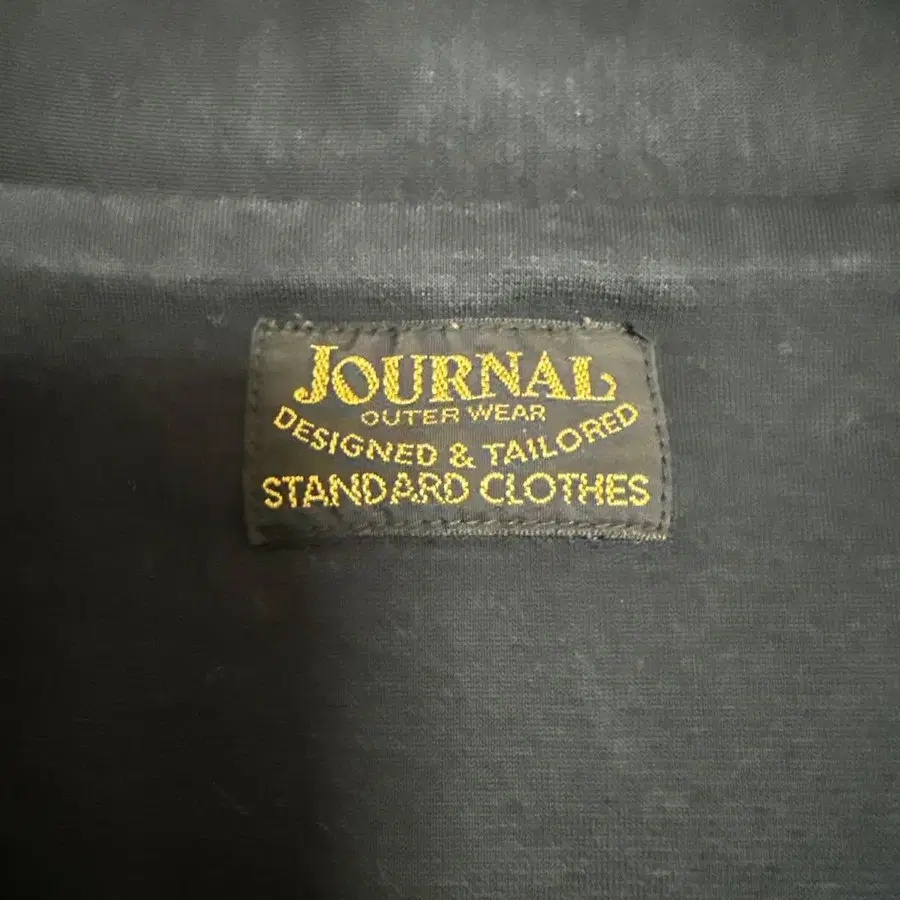 JOURNAL
OUTER WEAR
DESIGNED & TAILORED
STANDARD CLOTHES